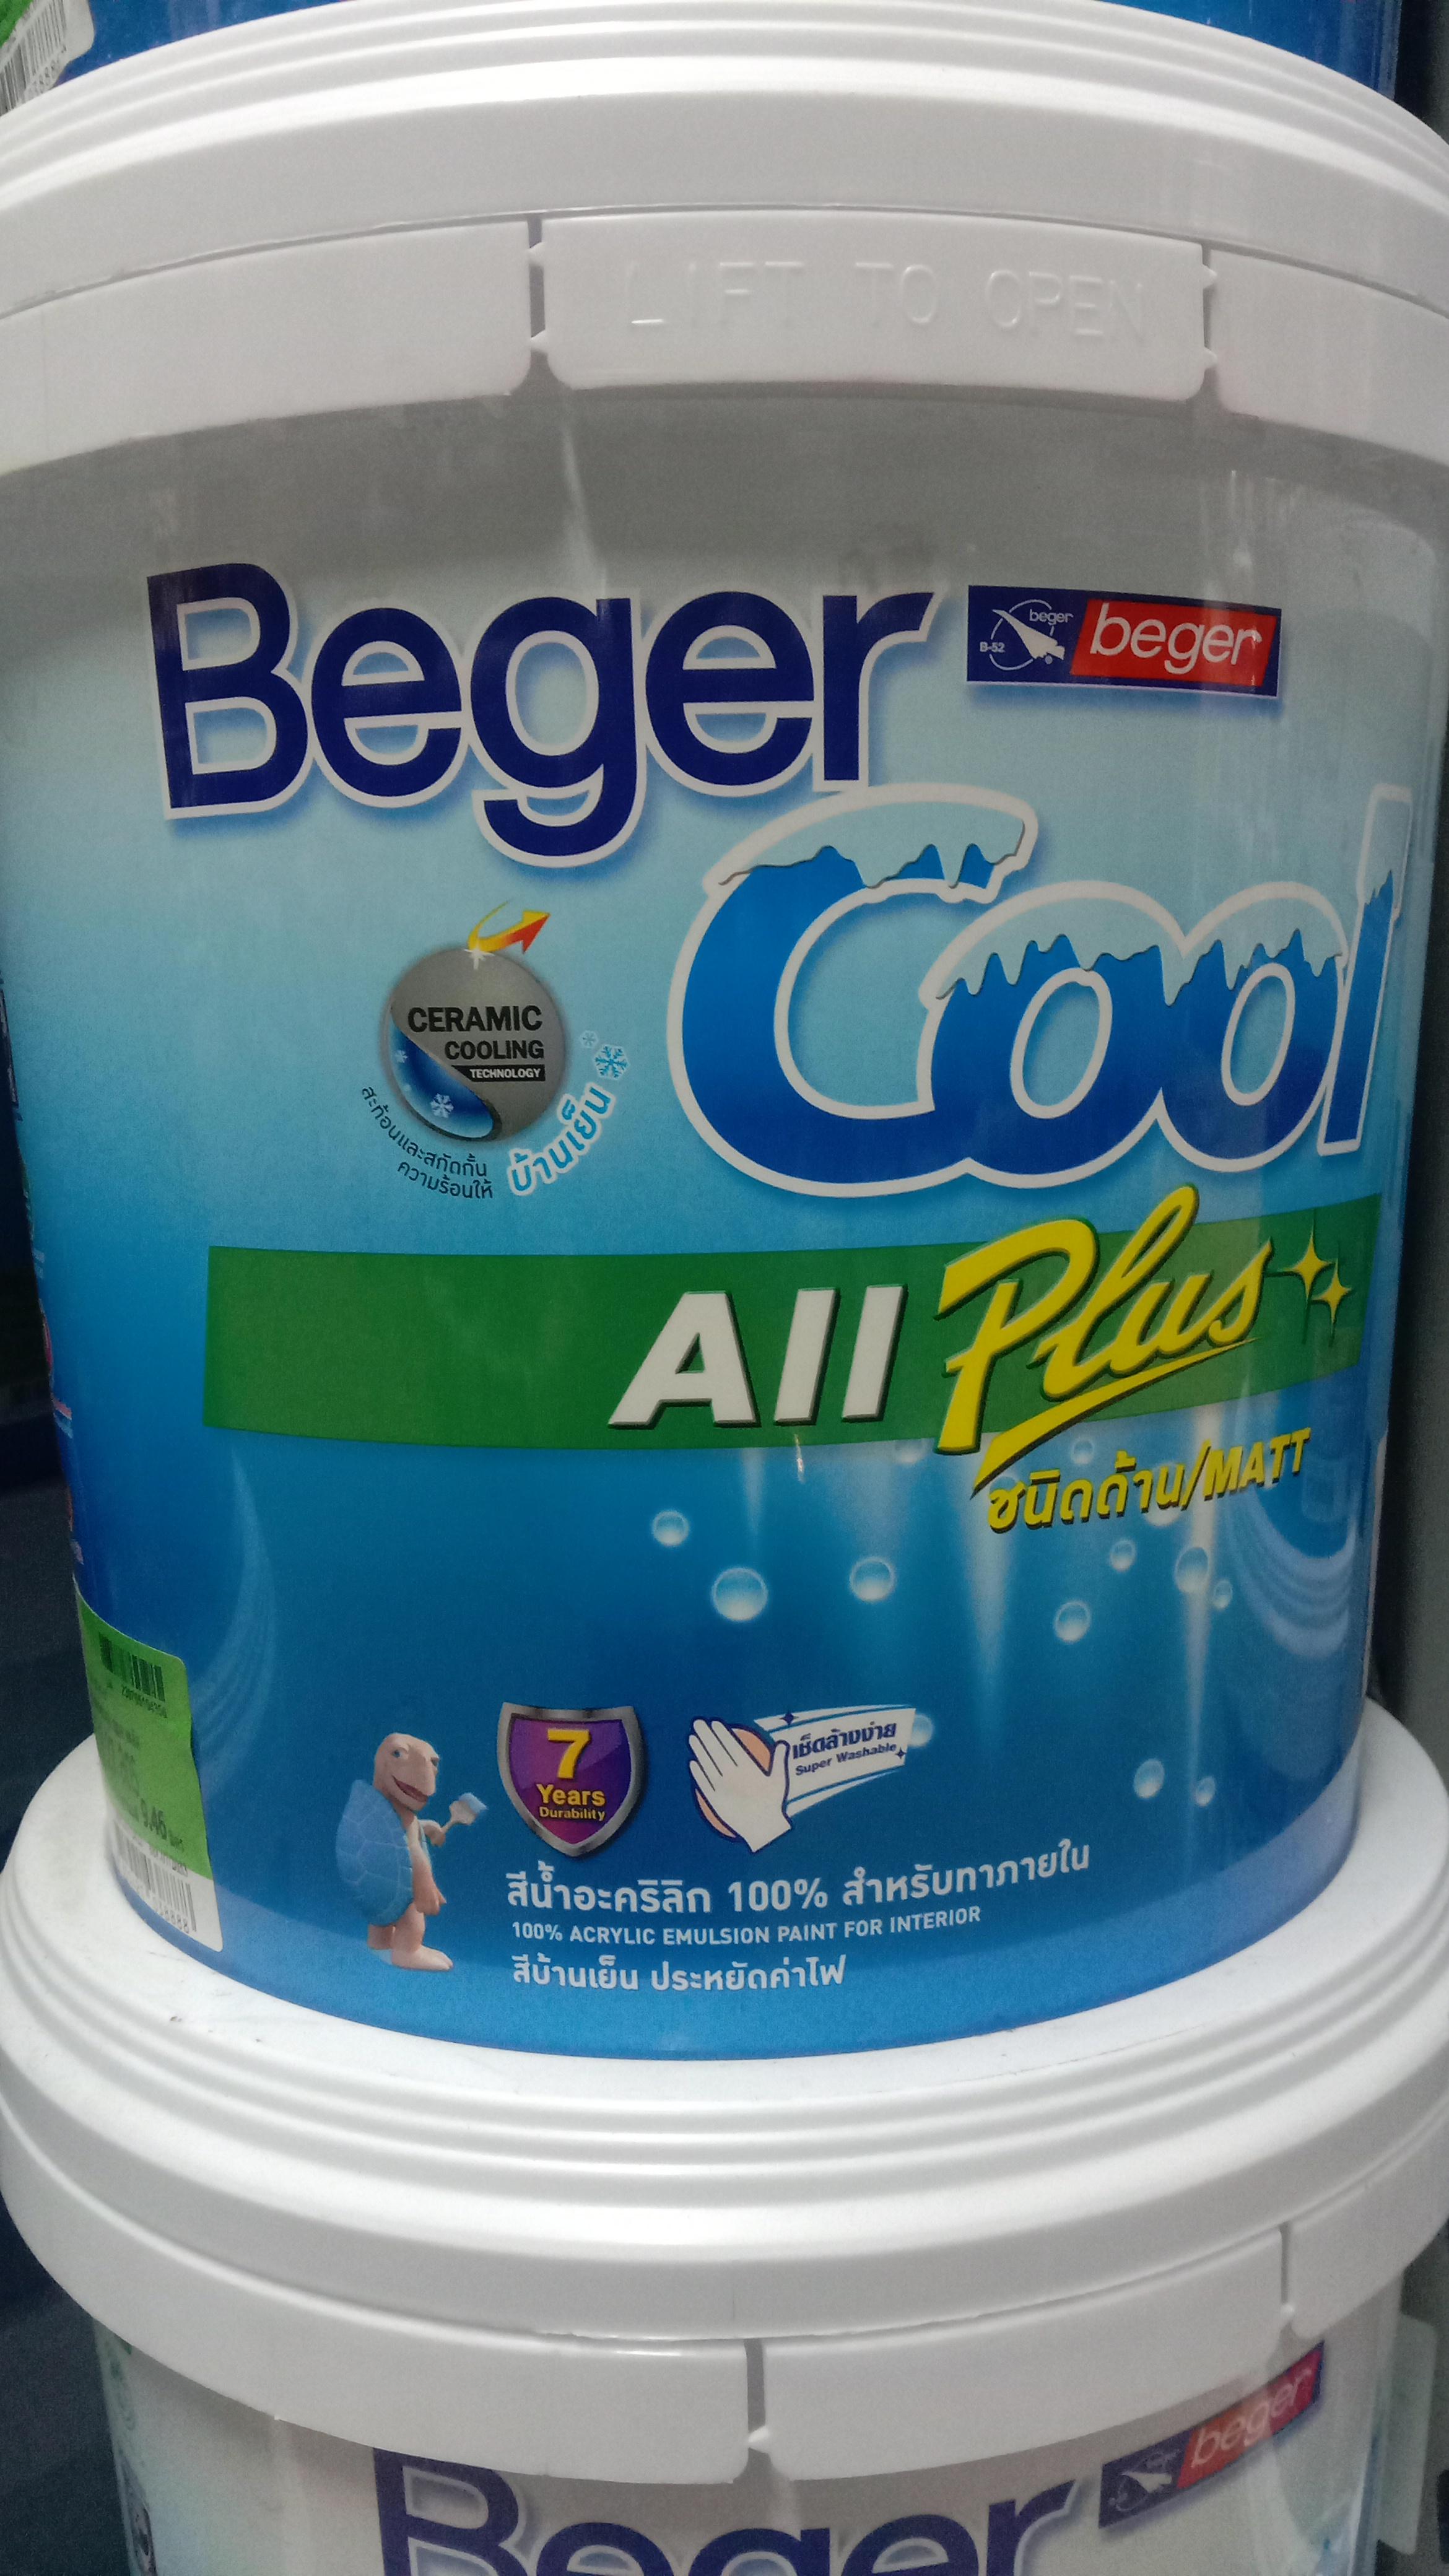 LIFT TO OPEN
Beger
beger
B-52
beger
Cool
CERAMIC
COOLING
TECHNOLOGY
สะท้อนและสกัดกั้น
ความร้อนให้
บ้านเย็น
All Plus
ชนิดด้าน/MATT
7
Years
Durability
เช็ดล้างง่าย
Super Washable
9.46
สีน้ำอะคริลิก 100% สำหรับทาภายใน
100% ACRYLIC EMULSION PAINT FOR INTERIOR
สีบ้านเย็น ประหยัดค่าไฟ
beger
Beger